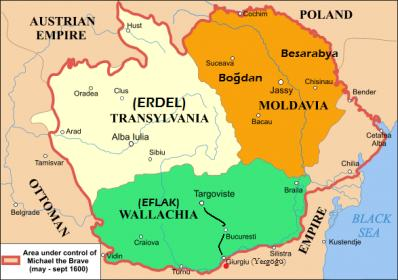 AUSTRIAN
EMPIRE
POLAND
Hust
Cochim
Besarabya
Suceava
Boğdan
Chisinau
Oradea
Clus
(ERDEL)
TRANSYLVANIA
Jassy
MOLDAVIA
Bender
Arad
Alba Iulia
Bacau
Cetatea
Alba
Tamisvar
Sibiu
Chilia
OTTOMAN
(EFLAK)
WALLACHIA
Targoviste
Braila
EMPIRE
BLACK
SEA
Belgrade
Craiova
Bucuresti
Silistra
Kustendje
Vidin
Turnu
Giurgiu (Yergögö)
Area under control of
Michael the Brave
(may - sept 1600)